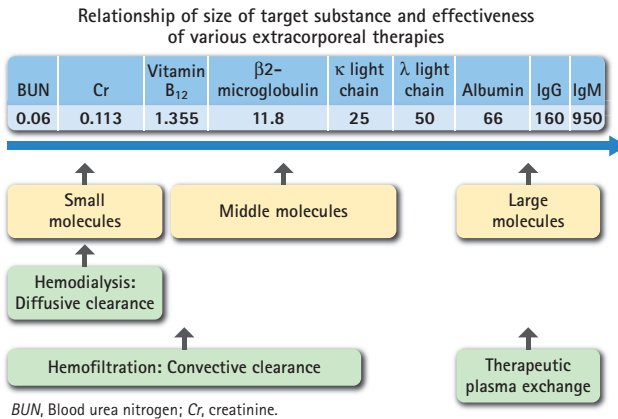 Relationship of size of target substance and effectiveness
of various extracorporeal therapies
BUN Cr Vitamin B12 β2-microglobulin κ light chain λ light chain Albumin IgG IgM
0.06 0.113 1.355 11.8 25 50 66 160 950
Small
molecules
Middle molecules
Large
molecules
Hemodialysis:
Diffusive clearance
Hemofiltration: Convective clearance
Therapeutic
plasma exchange
BUN, Blood urea nitrogen; Cr, creatinine.